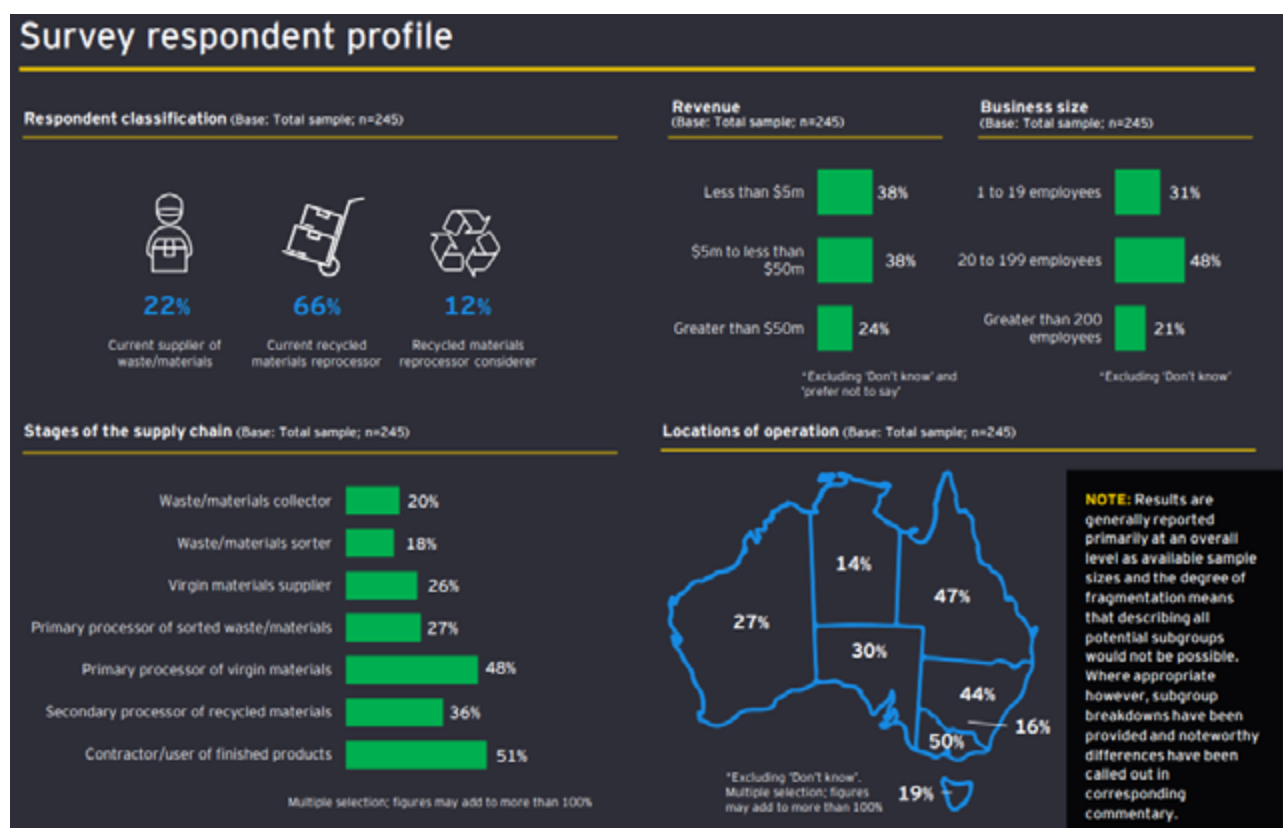 Survey respondent profile
Respondent classification (Base: Total sample; n=245)
22%
66%
12%
Current supplier of
waste/materials
Current recycled
materials reprocessor
Recycled materials
reprocessor considerer
Revenue
(Base: Total sample; n=245)
Less than $5m
38%
$5m to less than
$50m
38%
Greater than $50m
24%
*Excluding 'Don't know' and
'prefer not to say'
Business size
(Base: Total sample; n=245)
1 to 19 employees
31%
20 to 199 employees
48%
Greater than 200
employees
21%
*Excluding 'Don't know'
Stages of the supply chain (Base: Total sample; n=245)
Waste/materials collector
20%
Waste/materials sorter
18%
Virgin materials supplier
26%
Primary processor of sorted waste/materials
27%
Primary processor of virgin materials
48%
Secondary processor of recycled materials
36%
Contractor/user of finished products
51%
Multiple selection; figures may add to more than 100%
Locations of operation (Base: Total sample; n=245)
14%
47%
27%
30%
44%
16%
50%
19%
*Excluding 'Don't know'.
Multiple selection; figures
may add to more than 100%
NOTE: Results are
generally reported
primarily at an overall
level as available sample
sizes and the degree of
fragmentation means
that describing all
potential subgroups
would not be possible.
Where appropriate
however, subgroup
breakdowns have been
provided and noteworthy
differences have been
called out in
corresponding
commentary.